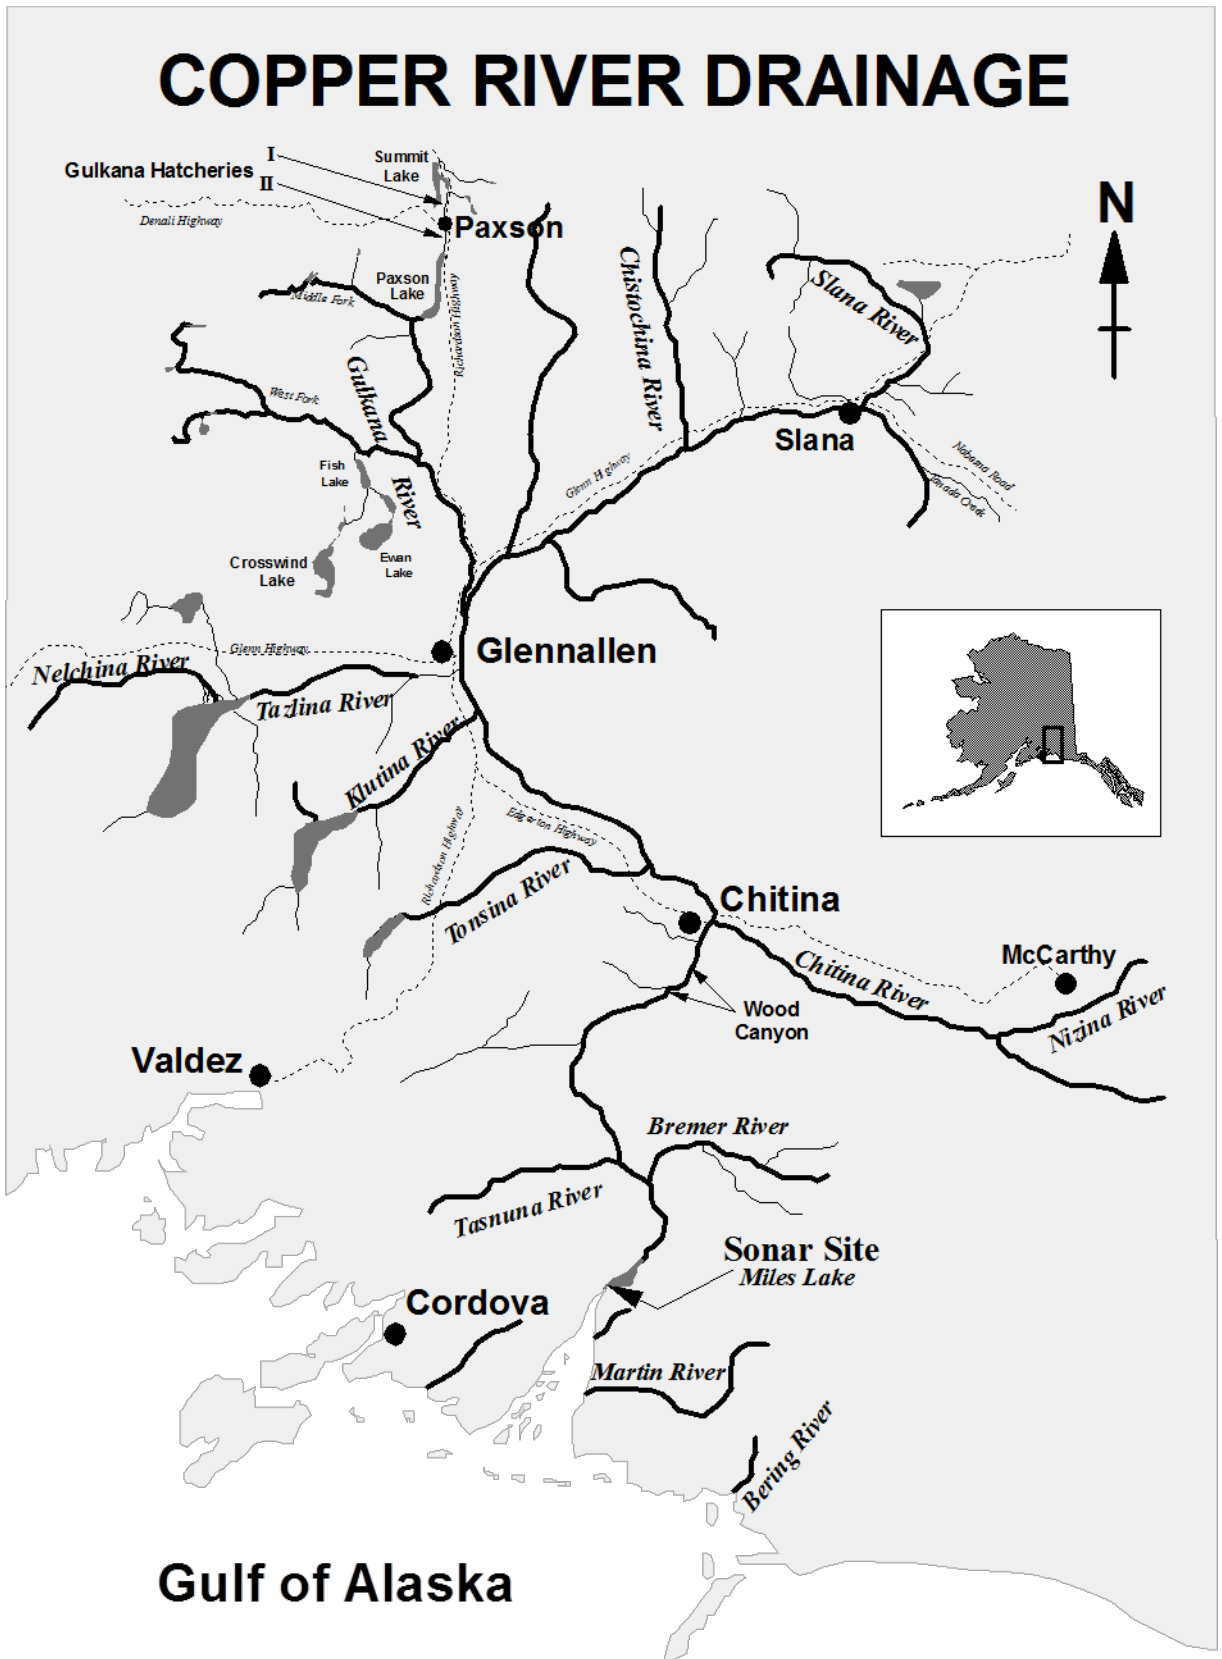 COPPER RIVER DRAINAGE
Gulkana Hatcheries
I
II
Summit
Lake
Denali Highway
Paxson
N
Paxson
Lake
Middle Fork
Richardson Highway
Chistochina River
Slana River
Gulkana
River
West Fork
Slana
Nabesna Road
Tanada Creek
Glenn Highway
Fish
Lake
Ewan
Lake
Crosswind
Lake
Glenn Highway
Glennallen
Nelchina River
Tazlina River
Klutina River
Edgerton Highway
Richardson Highway
Tonsina River
Chitina
McCarthy
Chitina River
Nizina River
Wood
Canyon
Valdez
Bremer River
Tasnuna River
Sonar Site
Miles Lake
Cordova
Martin River
Bering River
Gulf of Alaska